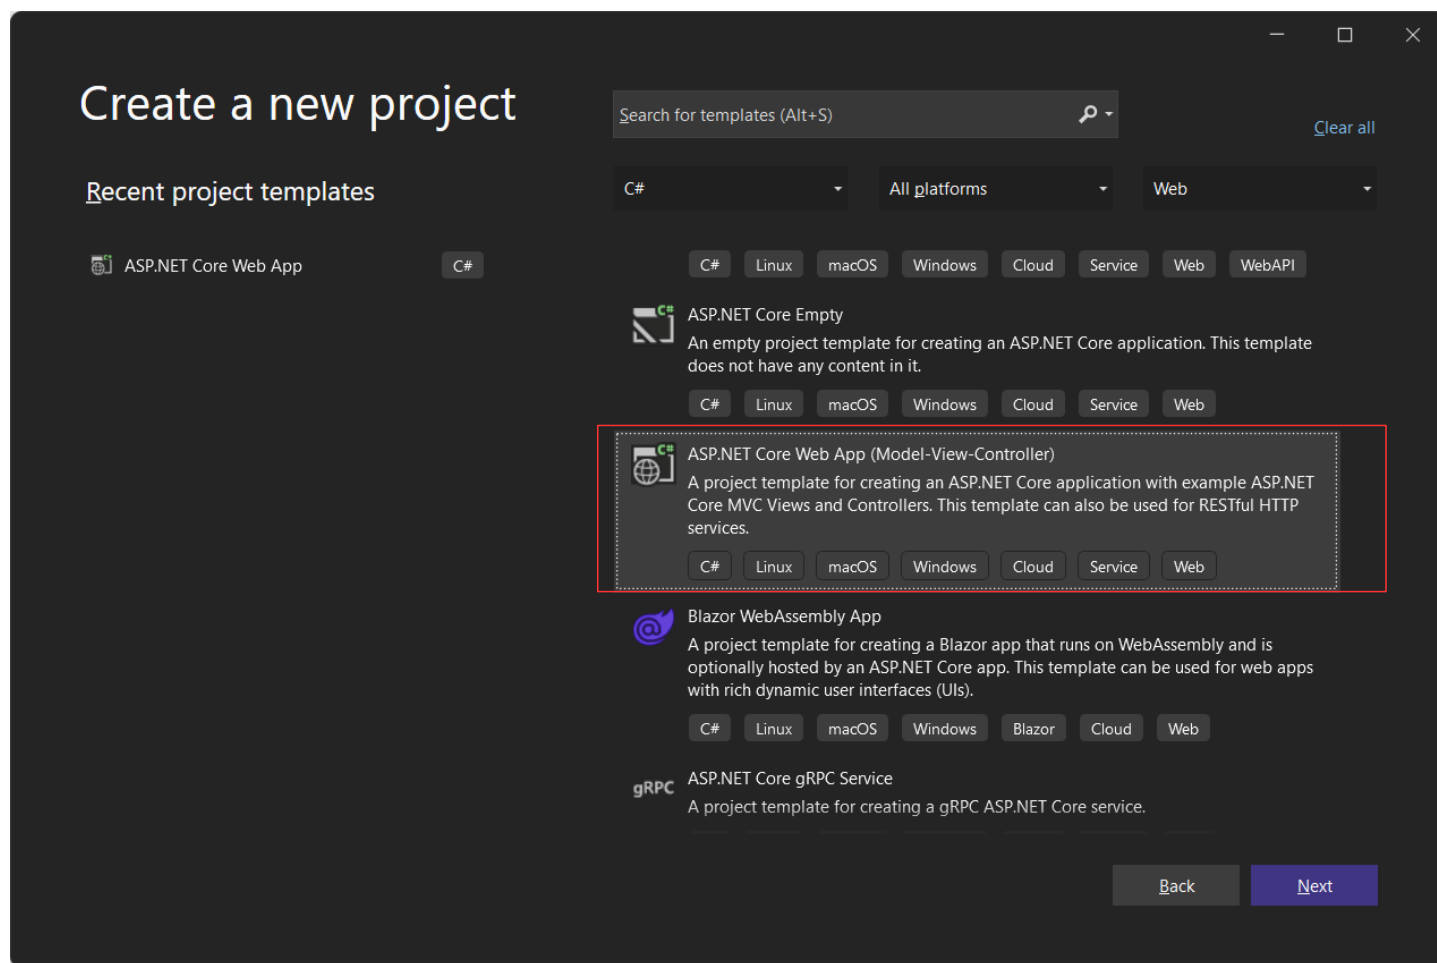 Create a new project
Search for templates (Alt+S)
Clear all
Recent project templates
C#
All platforms
Web
ASP.NET Core Web App
C#
C# Linux macOS Windows Cloud Service Web WebAPI
C#
ASP.NET Core Empty
An empty project template for creating an ASP.NET Core application. This template
does not have any content in it.
C# Linux macOS Windows Cloud Service Web
C#
ASP.NET Core Web App (Model-View-Controller)
A project template for creating an ASP.NET Core application with example ASP.NET
Core MVC Views and Controllers. This template can also be used for RESTful HTTP
services.
C# Linux macOS Windows Cloud Service Web
@
Blazor WebAssembly App
A project template for creating a Blazor app that runs on WebAssembly and is
optionally hosted by an ASP.NET Core app. This template can be used for web apps
with rich dynamic user interfaces (UIs).
C# Linux macOS Windows Blazor Cloud Web
gRPC
ASP.NET Core gRPC Service
A project template for creating a gRPC ASP.NET Core service.
Back
Next